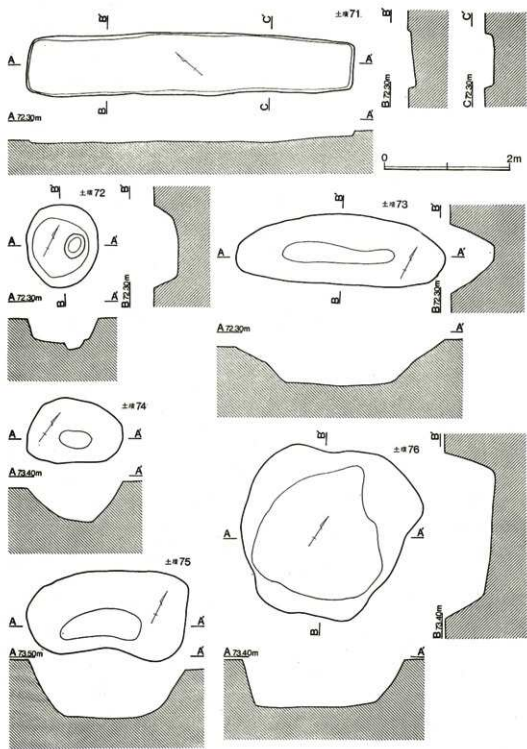 土壙71
B B'
C C'
A A'
B C
A 72.30m A'
B 72.30m B'
C 72.30m C'
0 2m
土壙72
B'
A A'
B
B 72.30m B'
A 72.30m A'
土壙73
B'
A A'
B
B 72.30m B'
A 72.30m A'
土壙74
A A'
A 73.40m A'
土壙75
A A'
A 73.50m A'
土壙76
B'
A A'
B
B 73.40m B'
A 73.40m A'